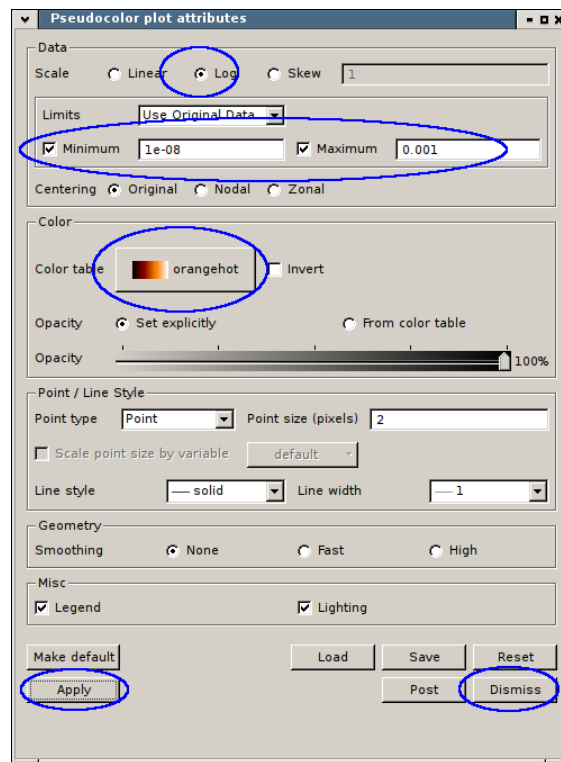 Pseudocolor plot attributes
Data
Scale Linear Log Skew 1
Limits Use Original Data
Minimum 1e-08 Maximum 0.001
Centering Original Nodal Zonal
Color
Color table orangehot Invert
Opacity Set explicitly From color table
Opacity 100%
Point / Line Style
Point type Point Point size (pixels) 2
Scale point size by variable default
Line style solid Line width 1
Geometry
Smoothing None Fast High
Misc
Legend Lighting
Make default Load Save Reset
Apply Post Dismiss